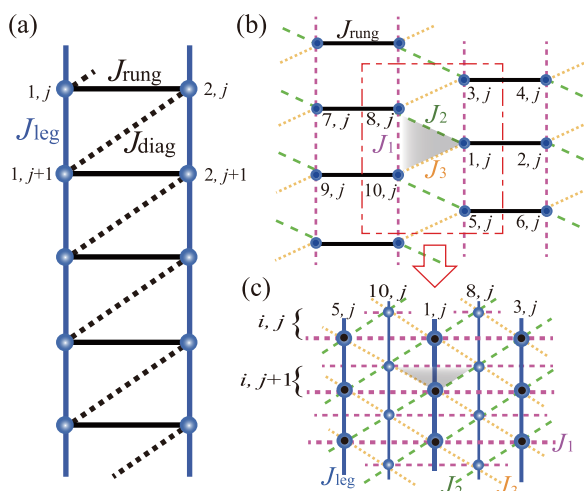 (a)
J_rung
1, j
2, j
J_leg
J_diag
1, j+1
2, j+1
(b)
J_rung
3, j
4, j
7, j
8, j
J_2
J_1
1, j
2, j
J_3
9, j
10, j
5, j
6, j
(c)
10, j
8, j
5, j
1, j
3, j
i, j {
i, j+1 {
J_1
J_leg
J_2
J_3